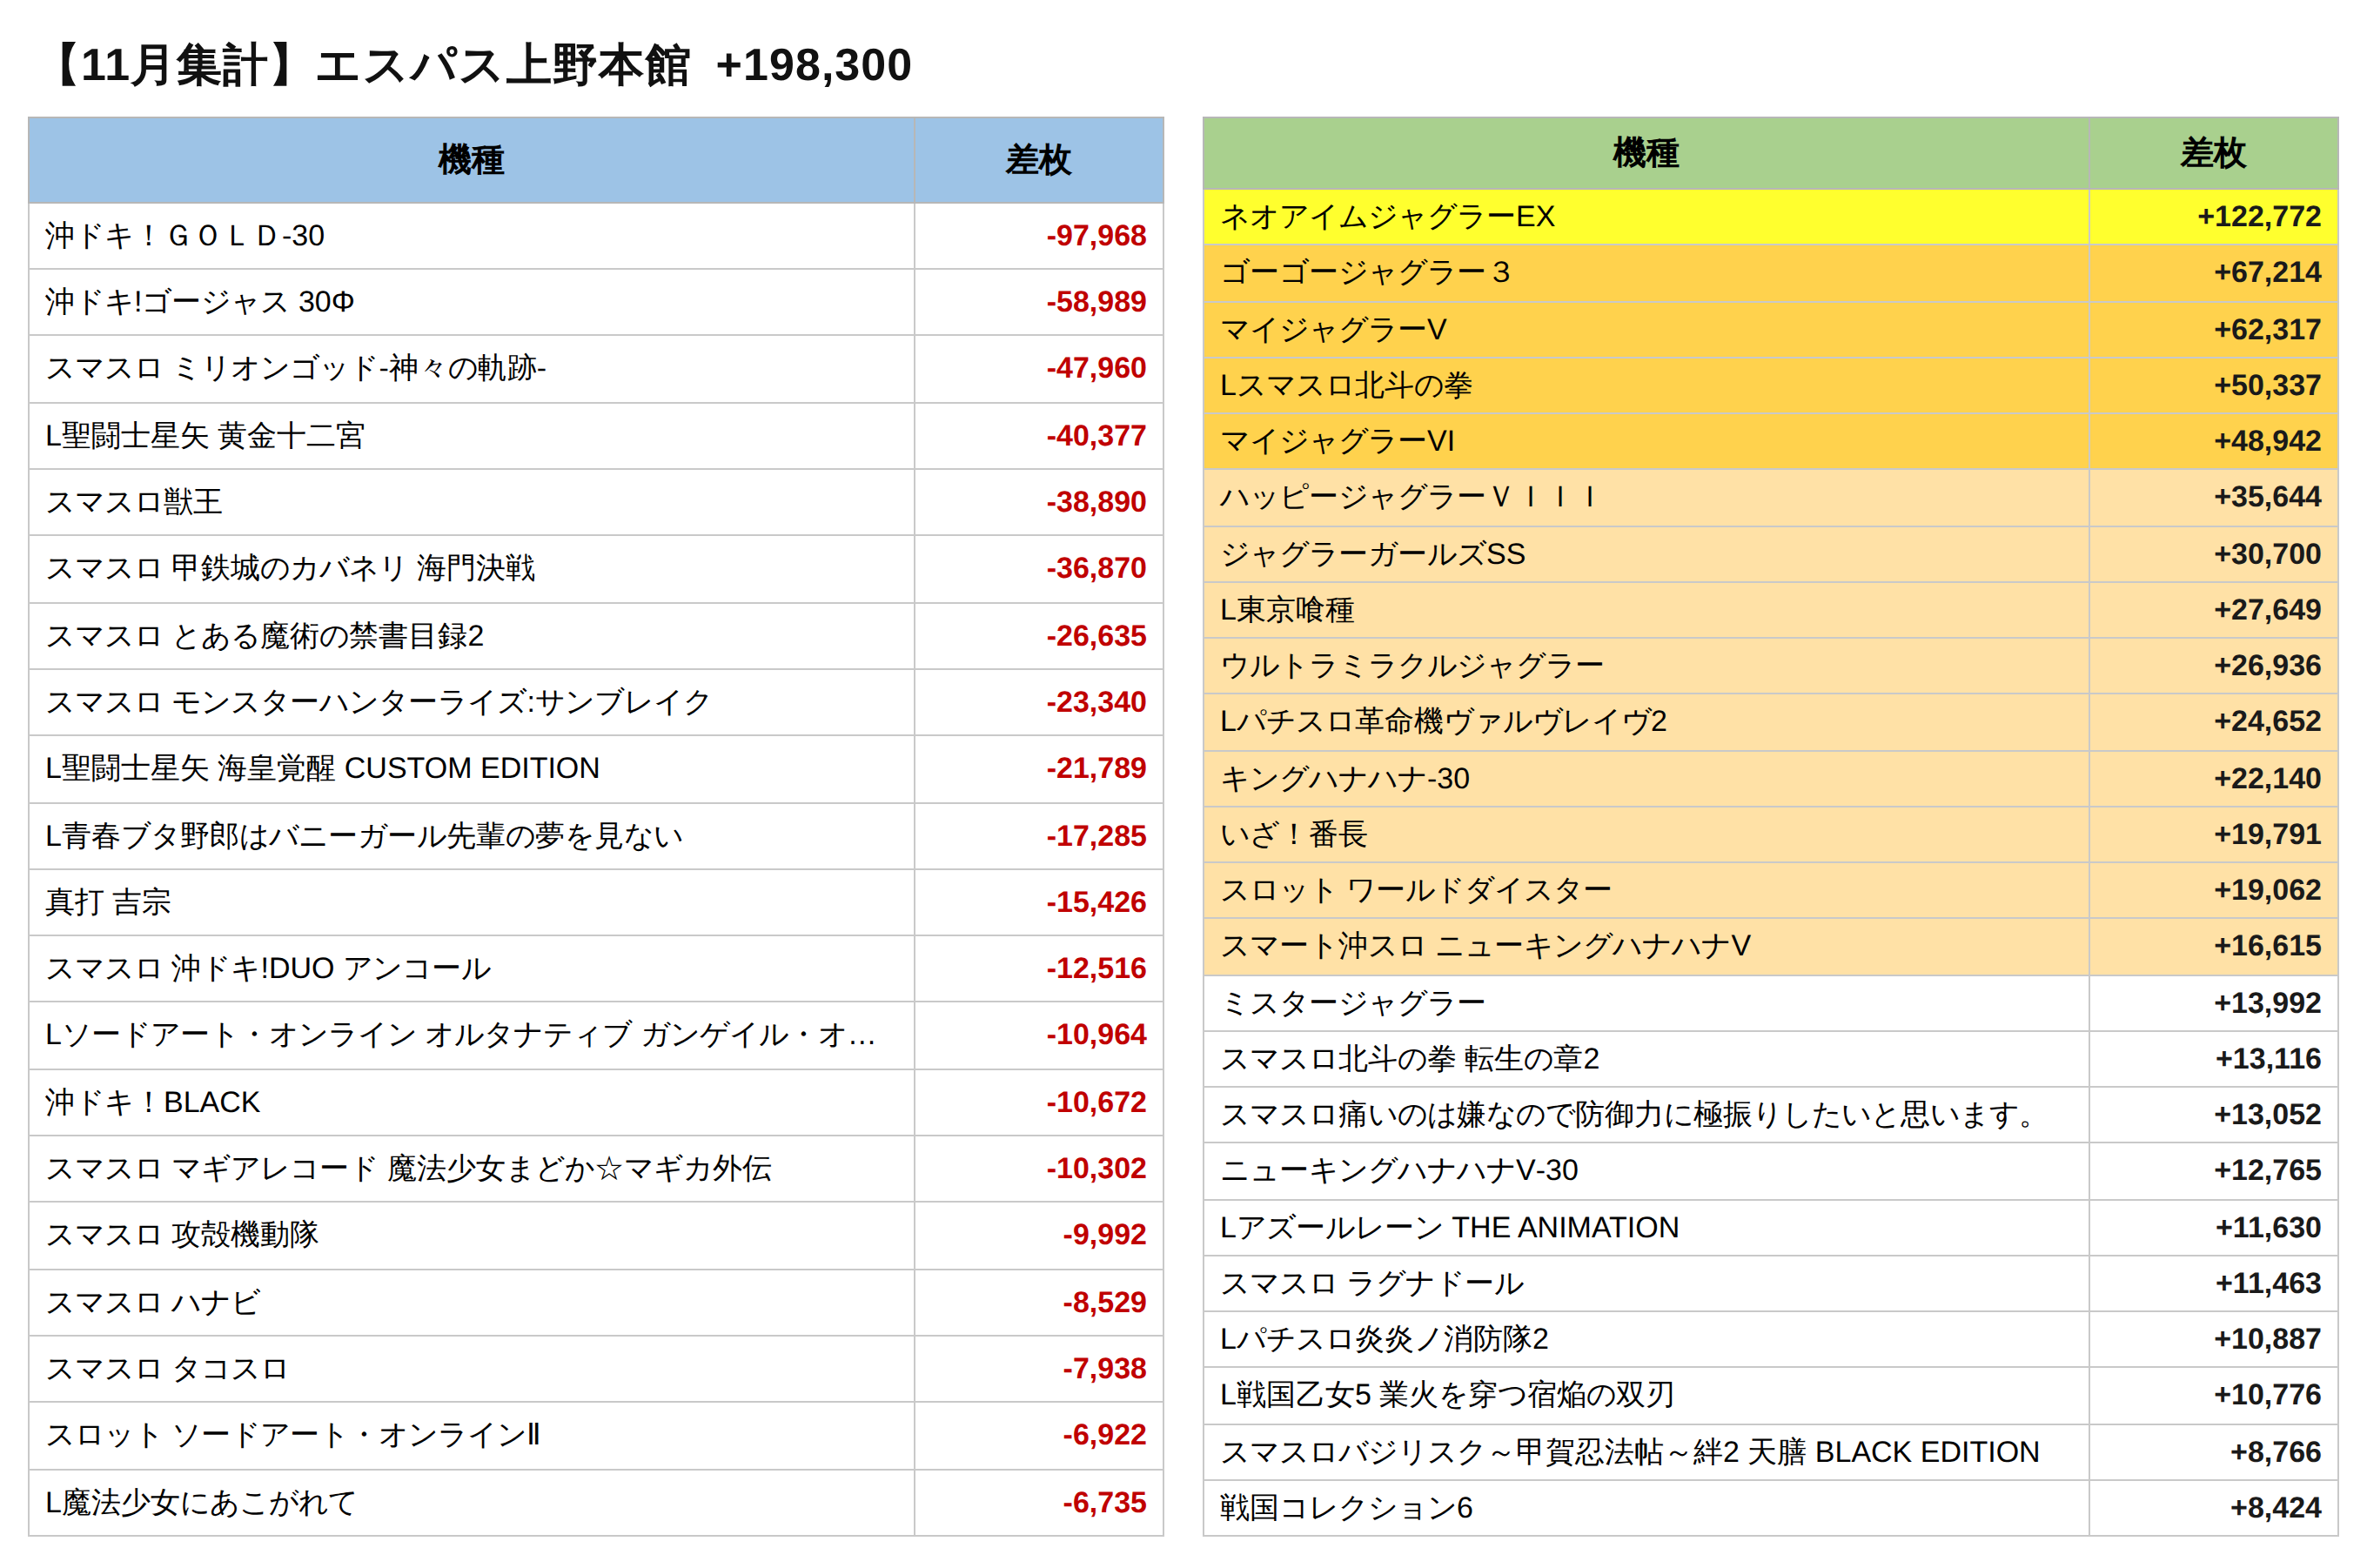 【11月集計】エスパス上野本館 +198,300
機種 差枚
沖ドキ！ＧＯＬＤ-30 -97,968
沖ドキ!ゴージャス 30Φ -58,989
スマスロ ミリオンゴッド-神々の軌跡- -47,960
L聖闘士星矢 黄金十二宮 -40,377
スマスロ獣王 -38,890
スマスロ 甲鉄城のカバネリ 海門決戦 -36,870
スマスロ とある魔術の禁書目録2 -26,635
スマスロ モンスターハンターライズ:サンブレイク -23,340
L聖闘士星矢 海皇覚醒 CUSTOM EDITION -21,789
L青春ブタ野郎はバニーガール先輩の夢を見ない -17,285
真打 吉宗 -15,426
スマスロ 沖ドキ!DUO アンコール -12,516
Lソードアート・オンライン オルタナティブ ガンゲイル・オ… -10,964
沖ドキ！BLACK -10,672
スマスロ マギアレコード 魔法少女まどか☆マギカ外伝 -10,302
スマスロ 攻殻機動隊 -9,992
スマスロ ハナビ -8,529
スマスロ タコスロ -7,938
スロット ソードアート・オンラインⅡ -6,922
L魔法少女にあこがれて -6,735
機種 差枚
ネオアイムジャグラーEX +122,772
ゴーゴージャグラー３ +67,214
マイジャグラーV +62,317
Lスマスロ北斗の拳 +50,337
マイジャグラーVI +48,942
ハッピージャグラーＶＩＩＩ +35,644
ジャグラーガールズSS +30,700
L東京喰種 +27,649
ウルトラミラクルジャグラー +26,936
Lパチスロ革命機ヴァルヴレイヴ2 +24,652
キングハナハナ-30 +22,140
いざ！番長 +19,791
スロット ワールドダイスター +19,062
スマート沖スロ ニューキングハナハナV +16,615
ミスタージャグラー +13,992
スマスロ北斗の拳 転生の章2 +13,116
スマスロ痛いのは嫌なので防御力に極振りしたいと思います。 +13,052
ニューキングハナハナV-30 +12,765
Lアズールレーン THE ANIMATION +11,630
スマスロ ラグナドール +11,463
Lパチスロ炎炎ノ消防隊2 +10,887
L戦国乙女5 業火を穿つ宿焔の双刃 +10,776
スマスロバジリスク～甲賀忍法帖～絆2 天膳 BLACK EDITION +8,766
戦国コレクション6 +8,424